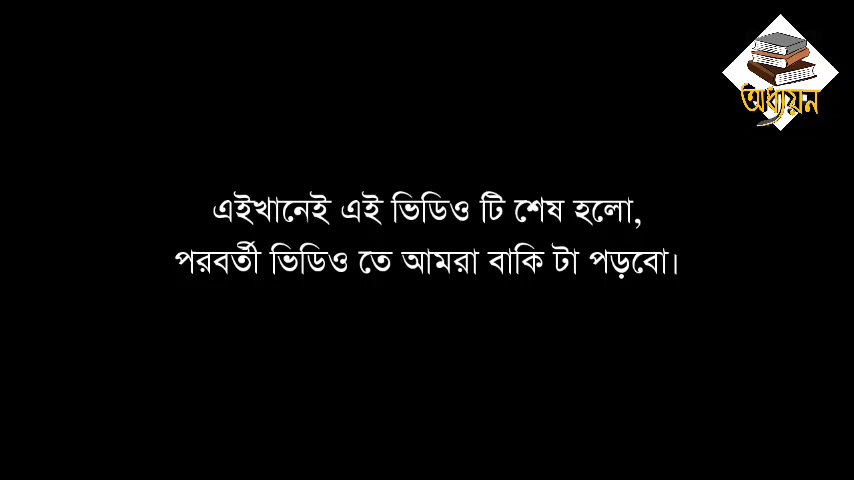 অধ্যয়ন
এইখানেই এই ভিডিও টি শেষ হলো,
পরবর্তী ভিডিও তে আমরা বাকি টা পড়বো।